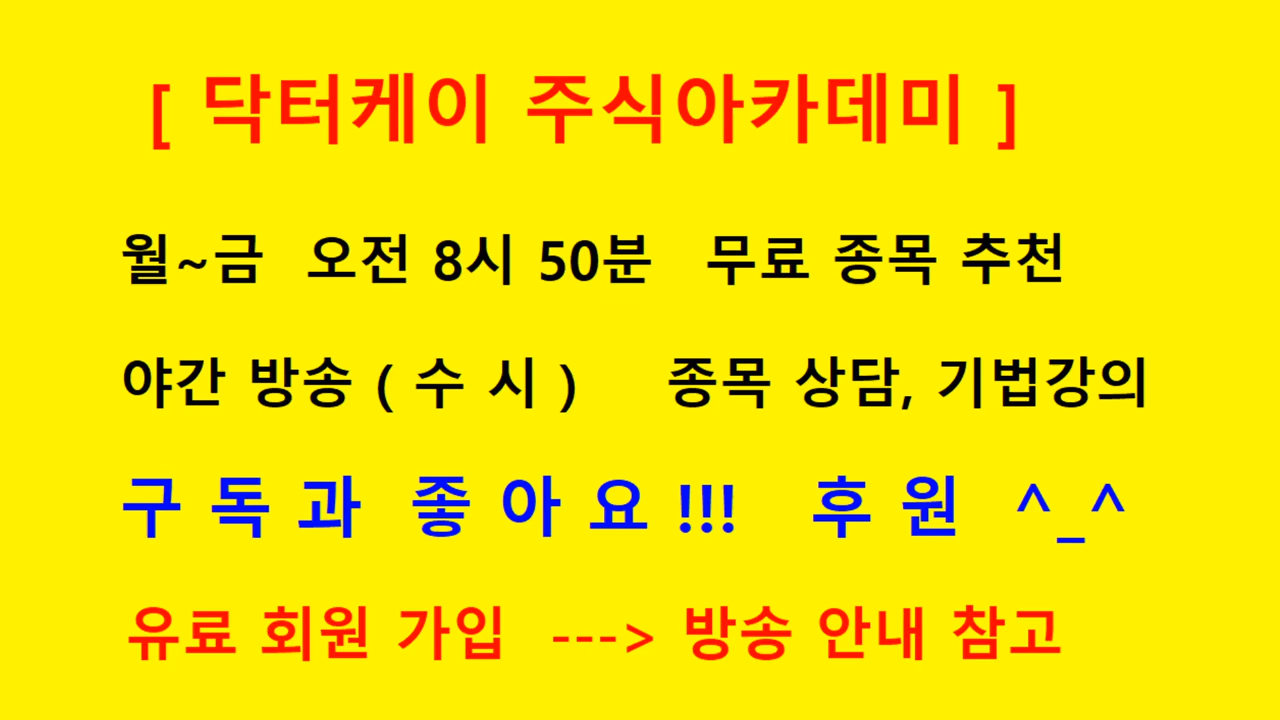 [ 닥터케이 주식아카데미 ]
월~금 오전 8시 50분 무료 종목 추천
야간 방송 ( 수 시 ) 종목 상담, 기법강의
구 독 과 좋 아 요 !!! 후 원 ^_^
유료 회원 가입 ---> 방송 안내 참고